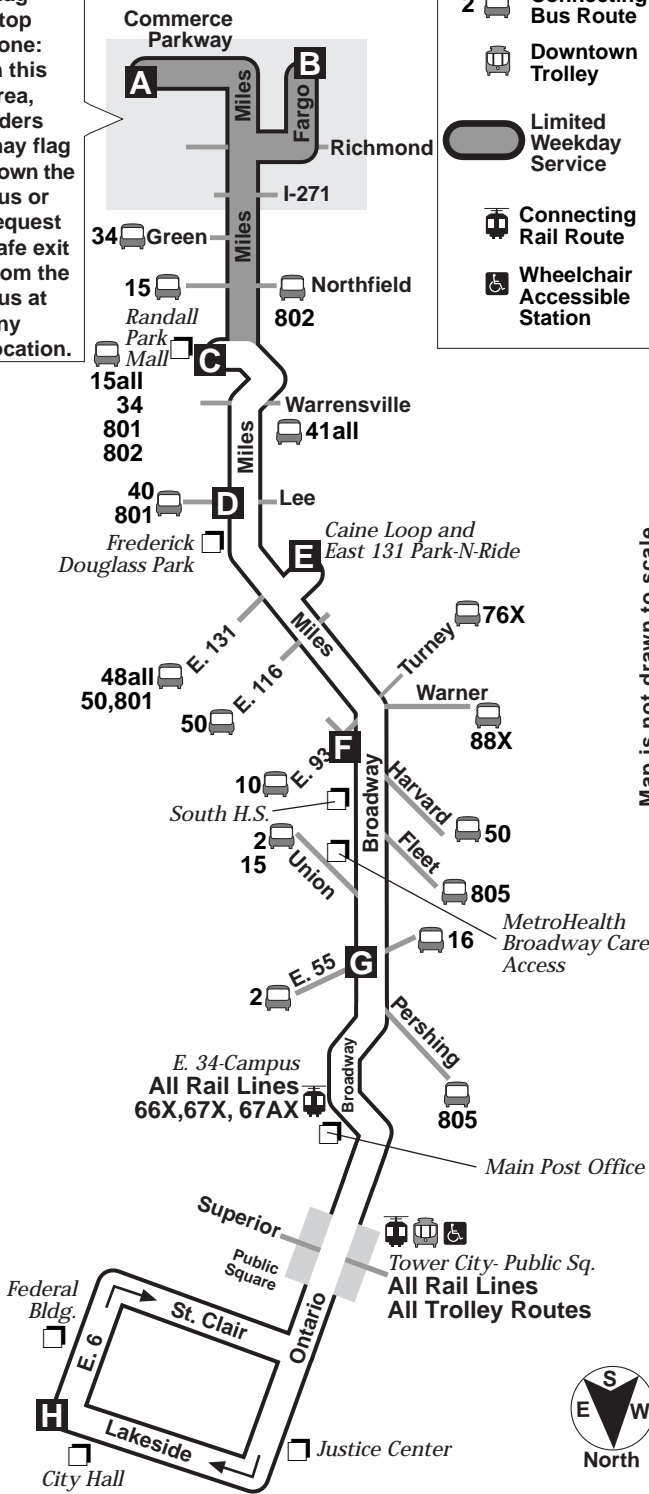 top
one:
this
ders
may flag
own the
us or
equest
afe exit
om the
us at
ny
ocation.
Commerce
Parkway
A
B
Miles
Fargo
Richmond
I-271
Miles
34 Green
15
Northfield
802
Randall
Park
Mall
C
15all
34
801
802
Warrensville
41all
Miles
40
801
D
Lee
Frederick
Douglass Park
E
Caine Loop and
East 131 Park-N-Ride
E. 131
48all
50,801
Miles
E. 116
50
Turney
76X
Warner
88X
F
E. 93
10
South H.S.
Broadway
Harvard
50
2
15
Union
Fleet
805
MetroHealth
Broadway Care
Access
16
G
E. 55
2
Pershing
805
Broadway
E. 34-Campus
All Rail Lines
66X,67X, 67AX
Main Post Office
Superior
Public
Square
Tower City- Public Sq.
All Rail Lines
All Trolley Routes
Ontario
Federal
Bldg.
E. 6
St. Clair
H
Lakeside
City Hall
Justice Center
2
Bus Route
Downtown
Trolley
Limited
Weekday
Service
Connecting
Rail Route
Wheelchair
Accessible
Station
Map is not drawn to scale
S
E W
North